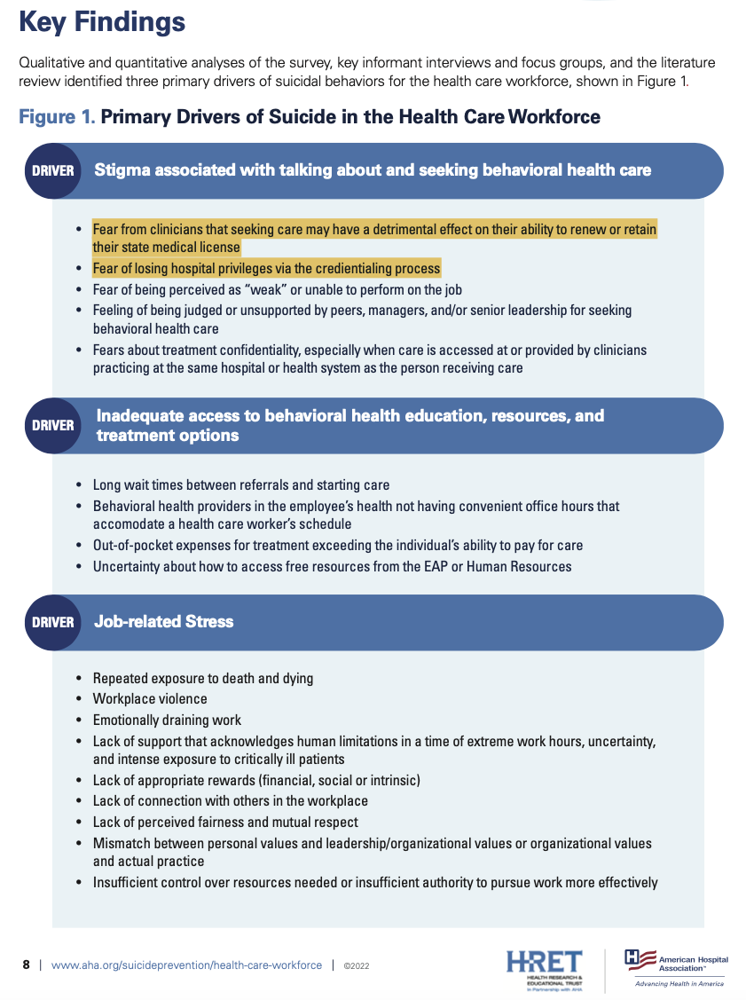 Key Findings
Qualitative and quantitative analyses of the survey, key informant interviews and focus groups, and the literature
review identified three primary drivers of suicidal behaviors for the health care workforce, shown in Figure 1.
Figure 1. Primary Drivers of Suicide in the Health Care Workforce
DRIVER Stigma associated with talking about and seeking behavioral health care
• Fear from clinicians that seeking care may have a detrimental effect on their ability to renew or retain
their state medical license
• Fear of losing hospital privileges via the credientialing process
• Fear of being perceived as “weak” or unable to perform on the job
• Feeling of being judged or unsupported by peers, managers, and/or senior leadership for seeking
behavioral health care
• Fears about treatment confidentiality, especially when care is accessed at or provided by clinicians
practicing at the same hospital or health system as the person receiving care
DRIVER Inadequate access to behavioral health education, resources, and
treatment options
• Long wait times between referrals and starting care
• Behavioral health providers in the employee’s health not having convenient office hours that
accomodate a health care worker’s schedule
• Out-of-pocket expenses for treatment exceeding the individual’s ability to pay for care
• Uncertainty about how to access free resources from the EAP or Human Resources
DRIVER Job-related Stress
• Repeated exposure to death and dying
• Workplace violence
• Emotionally draining work
• Lack of support that acknowledges human limitations in a time of extreme work hours, uncertainty,
and intense exposure to critically ill patients
• Lack of appropriate rewards (financial, social or intrinsic)
• Lack of connection with others in the workplace
• Lack of perceived fairness and mutual respect
• Mismatch between personal values and leadership/organizational values or organizational values
and actual practice
• Insufficient control over resources needed or insufficient authority to pursue work more effectively
8 | www.aha.org/suicideprevention/health-care-workforce | ©2022
HRET
HEALTH RESEARCH &
EDUCATIONAL TRUST
In Partnership with AHA
H American Hospital
Association™
Advancing Health in America